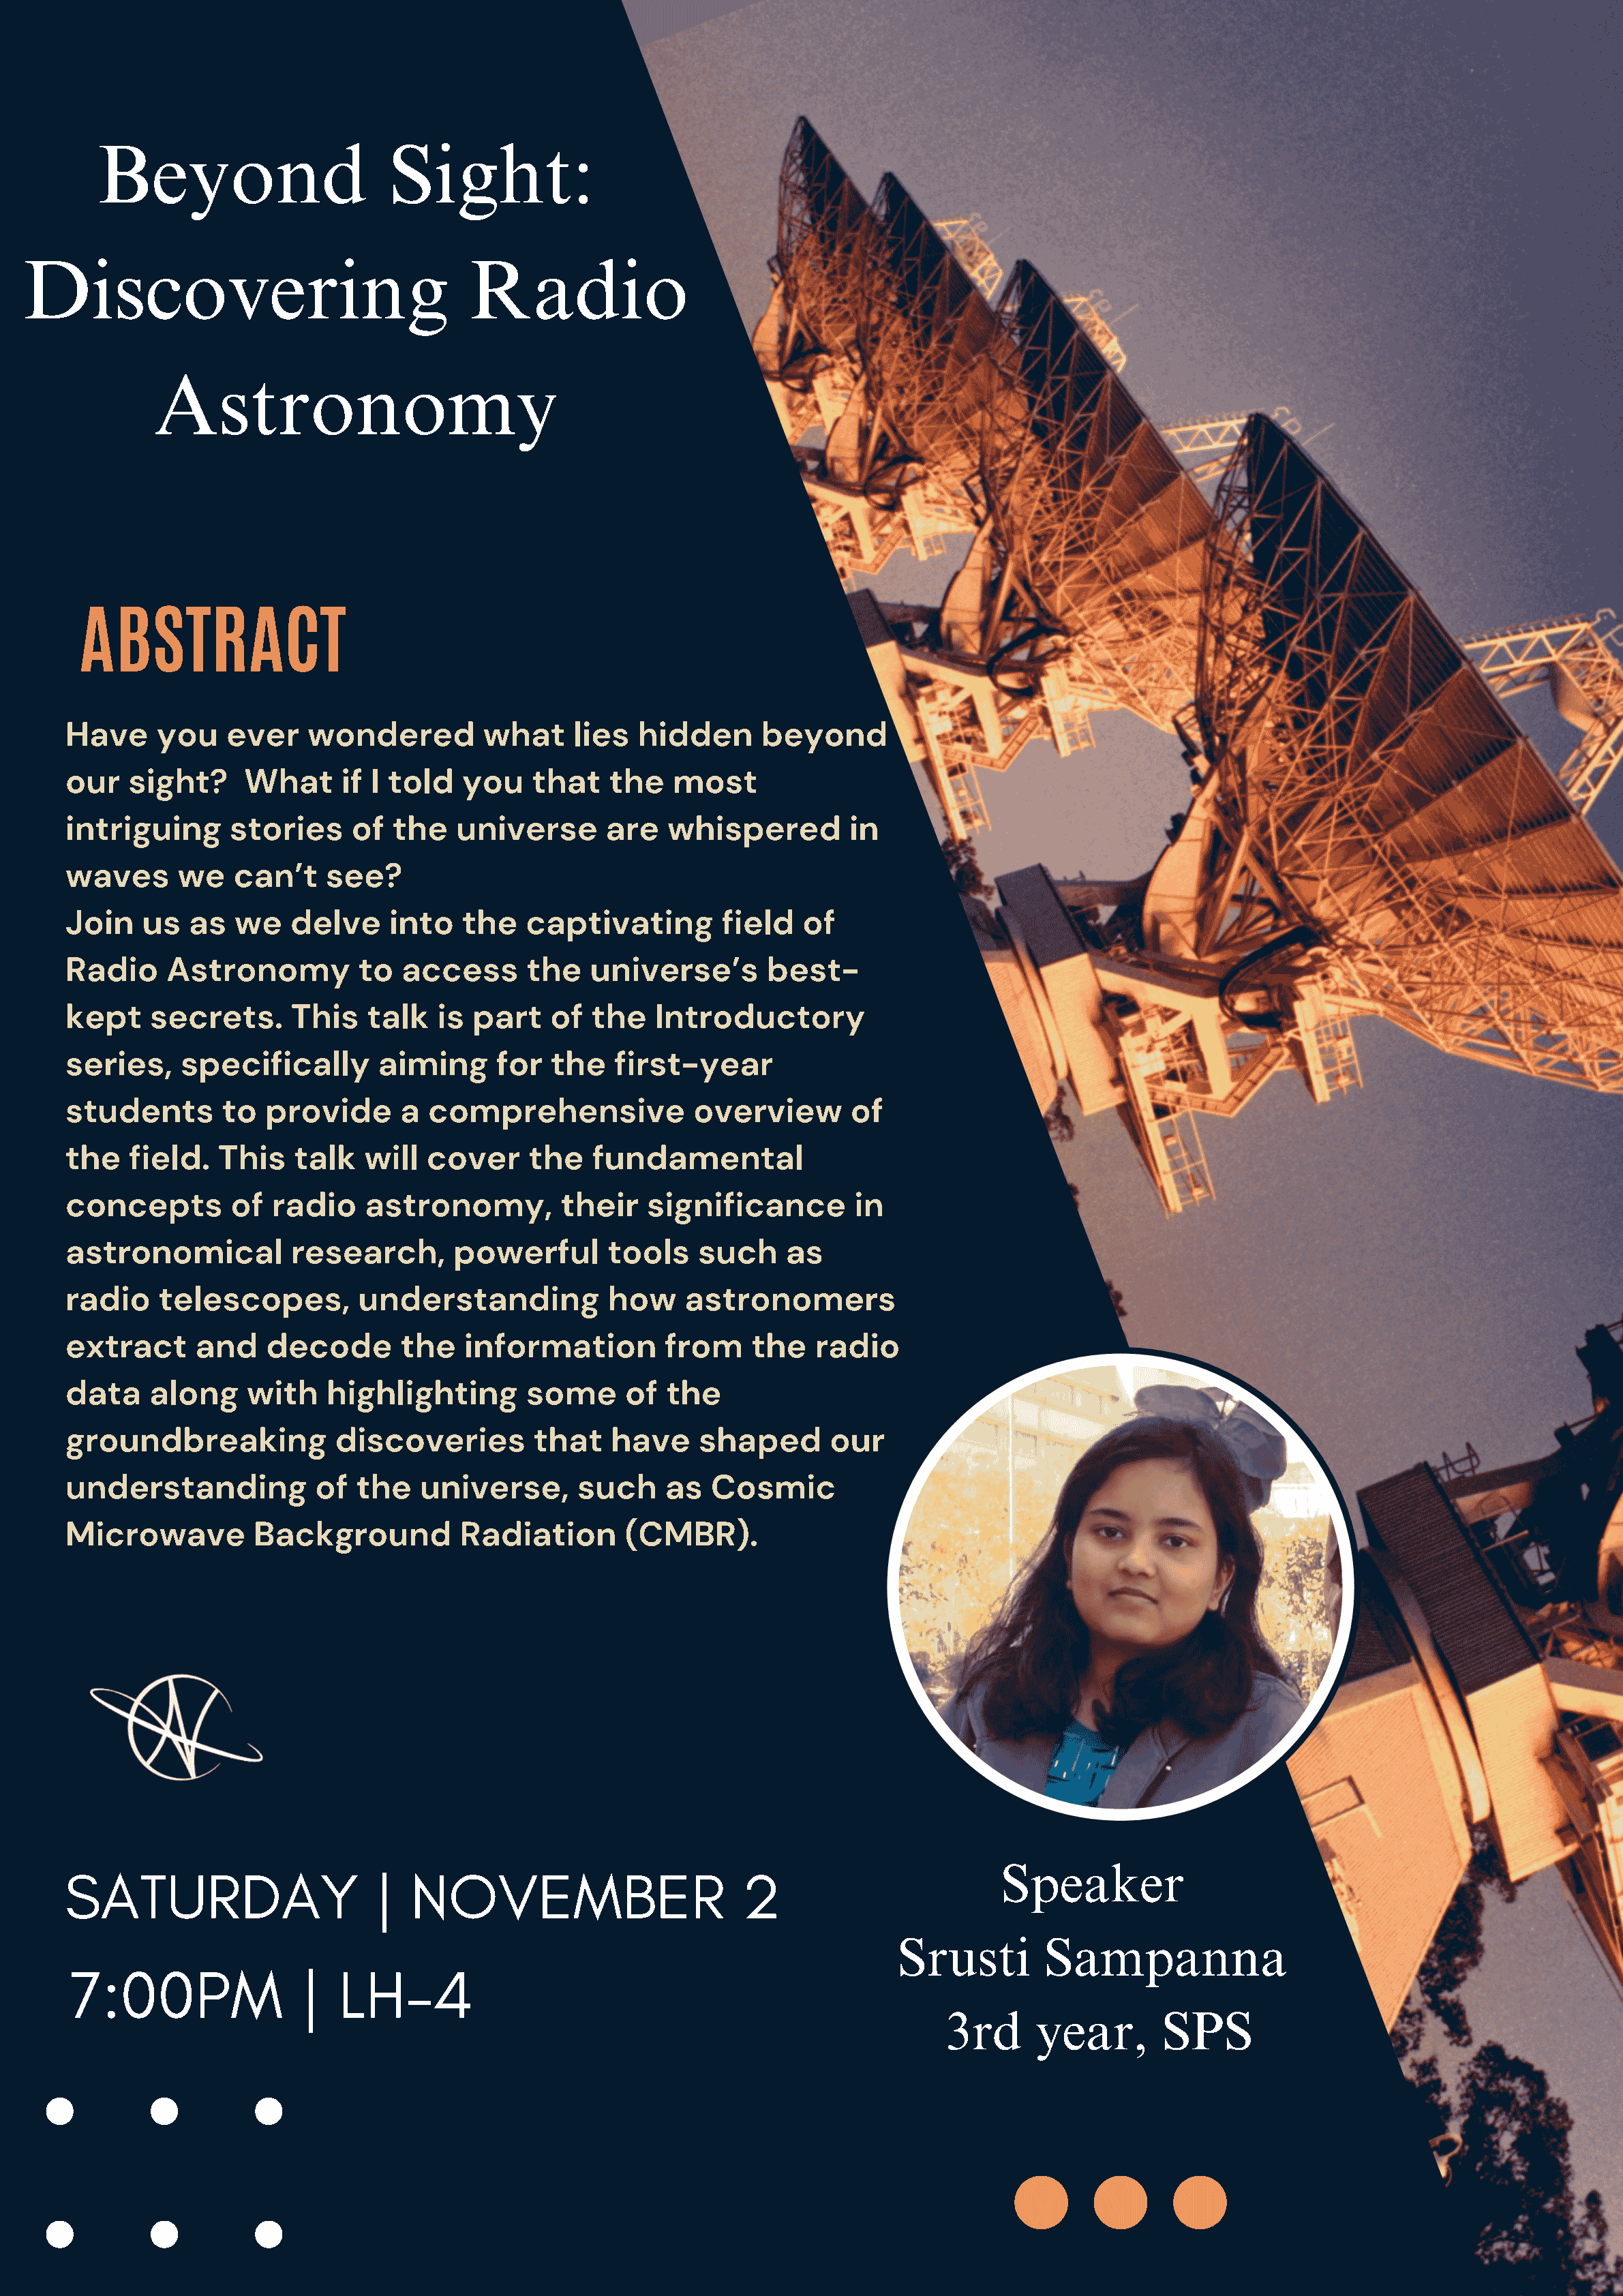 Beyond Sight:
Discovering Radio
Astronomy
ABSTRACT
Have you ever wondered what lies hidden beyond
our sight? What if I told you that the most
intriguing stories of the universe are whispered in
waves we can’t see?
Join us as we delve into the captivating field of
Radio Astronomy to access the universe’s best-
kept secrets. This talk is part of the Introductory
series, specifically aiming for the first-year
students to provide a comprehensive overview of
the field. This talk will cover the fundamental
concepts of radio astronomy, their significance in
astronomical research, powerful tools such as
radio telescopes, understanding how astronomers
extract and decode the information from the radio
data along with highlighting some of the
groundbreaking discoveries that have shaped our
understanding of the universe, such as Cosmic
Microwave Background Radiation (CMBR).
SATURDAY | NOVEMBER 2
7:00PM | LH-4
Speaker
Srusti Sampanna
3rd year, SPS